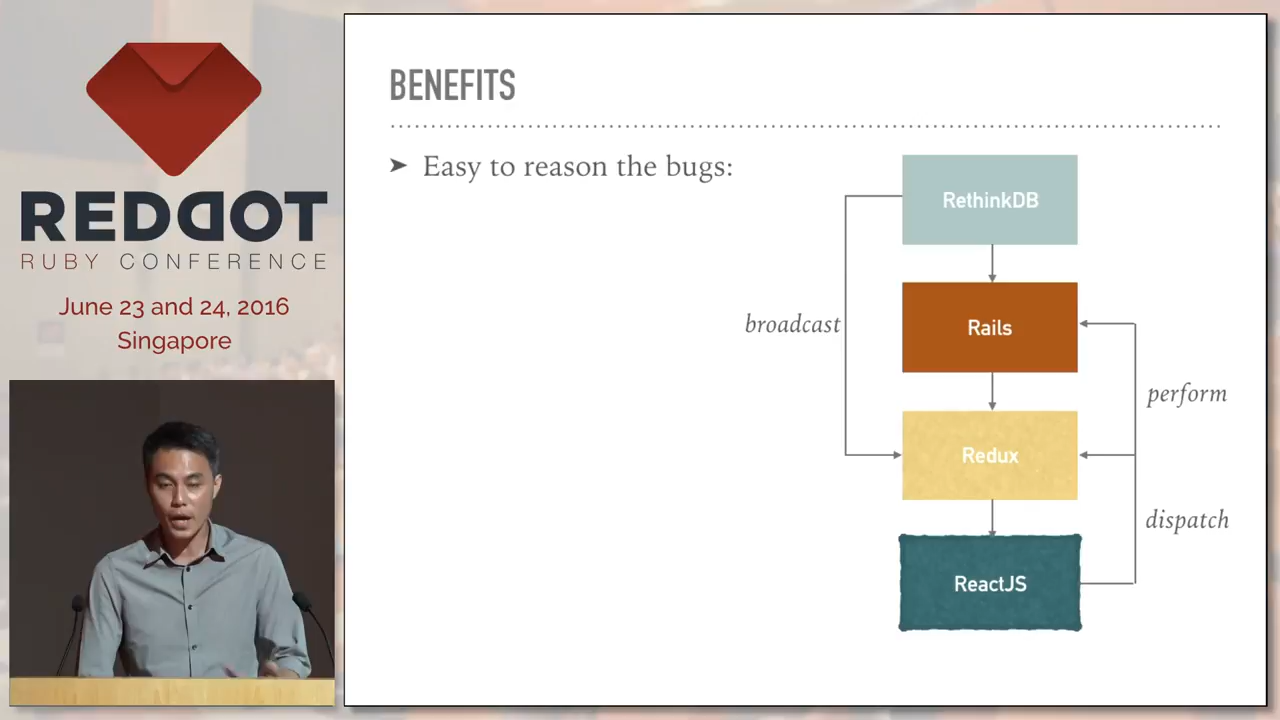 REDDOT
RUBY CONFERENCE
June 23 and 24, 2016
Singapore
BENEFITS
➤ Easy to reason the bugs:
RethinkDB
broadcast
Rails
perform
Redux
dispatch
ReactJS